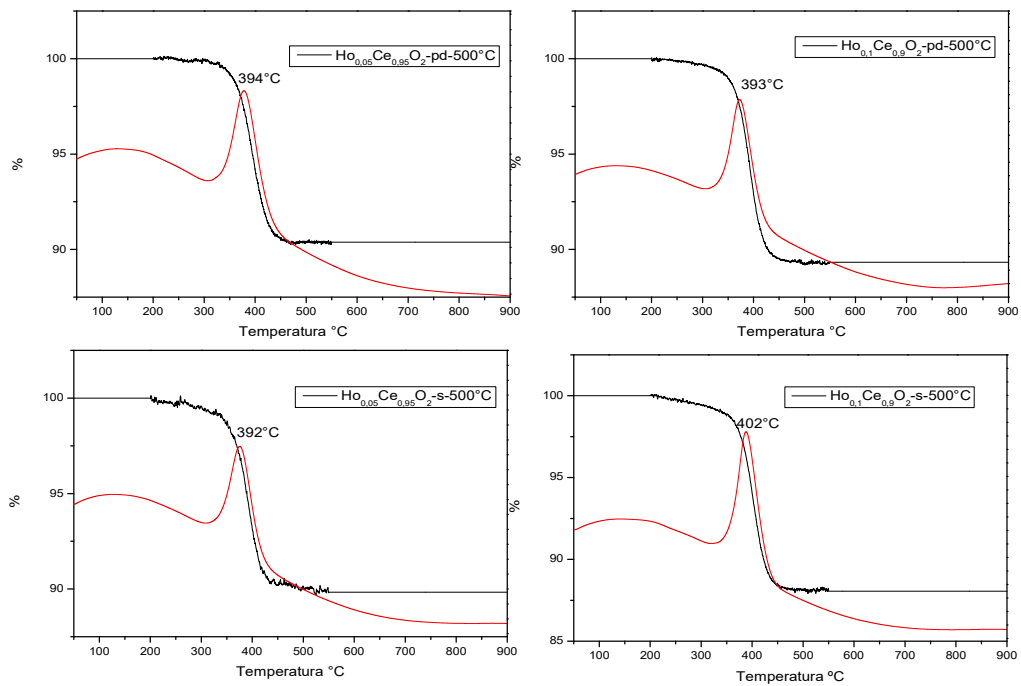 Ho0,05Ce0,95O2-pd-500°C
394°C
100
95
90
%
100 200 300 400 500 600 700 800 900
Temperatura °C
Ho0,1Ce0,9O2-pd-500°C
393°C
100
95
90
%
100 200 300 400 500 600 700 800 900
Temperatura °C
Ho0,05Ce0,95O2-s-500°C
392°C
100
95
90
%
100 200 300 400 500 600 700 800 900
Temperatura °C
Ho0,1Ce0,9O2-s-500°C
402°C
100
95
90
85
%
100 200 300 400 500 600 700 800 900
Temperatura ºC